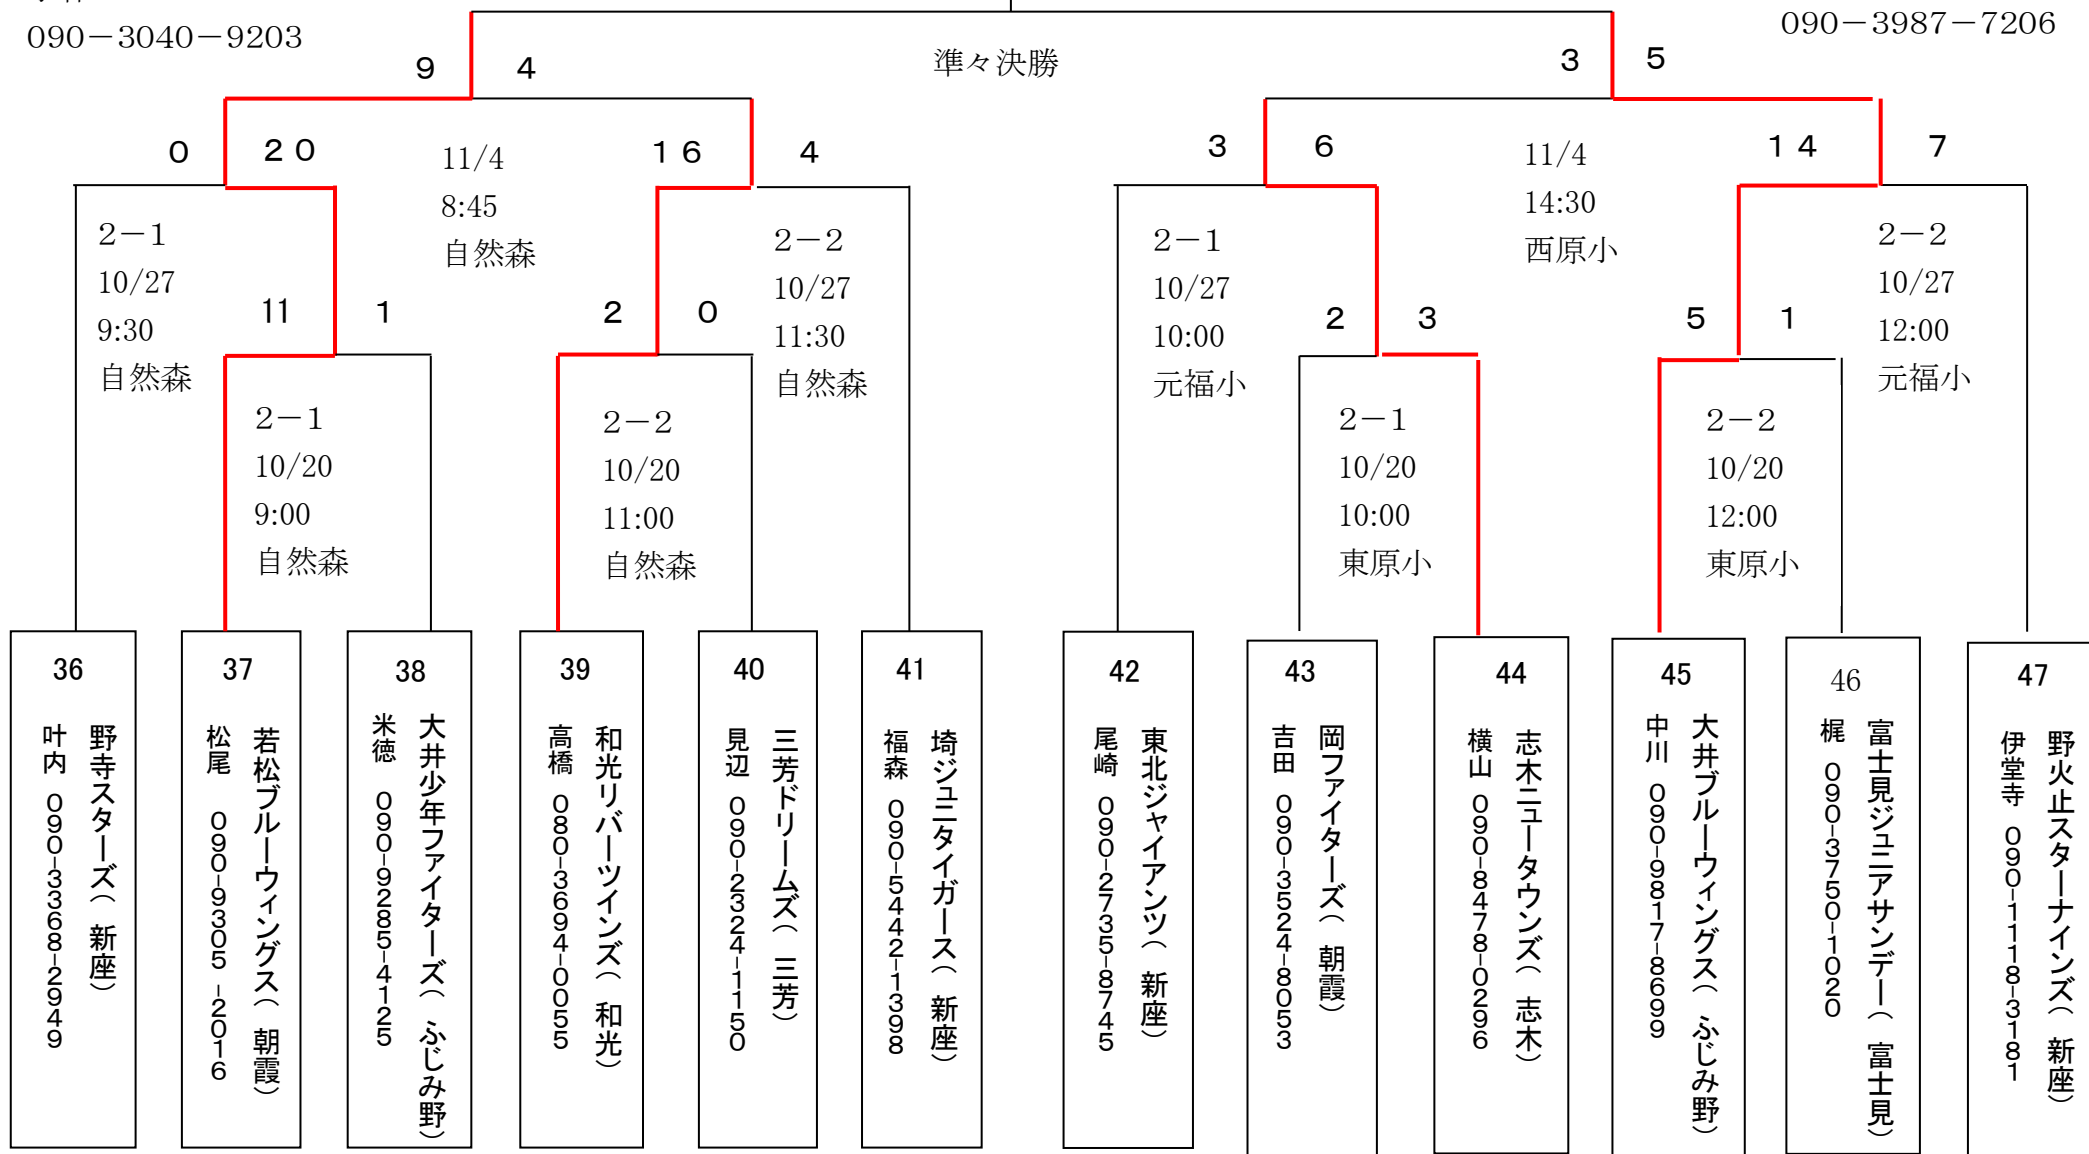 090－3040－9203
090－3987－7206
準々決勝
9 4
3 5
0 20
16 4
3 6
14 7
11/4
8:45
自然森
11/4
14:30
西原小
2－1
10/27
9:30
自然森
2－2
10/27
11:30
自然森
2－1
10/27
10:00
元福小
2－2
10/27
12:00
元福小
11 1
2 0
2 3
5 1
2－1
10/20
9:00
自然森
2－2
10/20
11:00
自然森
2－1
10/20
10:00
東原小
2－2
10/20
12:00
東原小
36
野寺スターズ（新座）
叶内 090-3368-2949
37
若松ブルーウィングス（朝霞）
松尾 090-9305-2016
38
大井少年ファイターズ（ふじみ野）
米徳 090-9285-4125
39
和光リバーツインズ（和光）
高橋 080-3694-0055
40
三芳ドリームズ（三芳）
見辺 090-2324-1150
41
埼ジュニタイガース（新座）
福森 090-5442-1398
42
東北ジャイアンツ（新座）
尾崎 090-2735-8745
43
岡ファイターズ（朝霞）
吉田 090-3524-8053
44
志木ニュータウンズ（志木）
横山 090-8478-0296
45
大井ブルーウィングス（ふじみ野）
中川 090-9817-8699
46
富士見ジュニアサンデー（富士見）
梶 090-3750-1020
47
野火止スターナインズ（新座）
伊堂寺 090-1118-3181